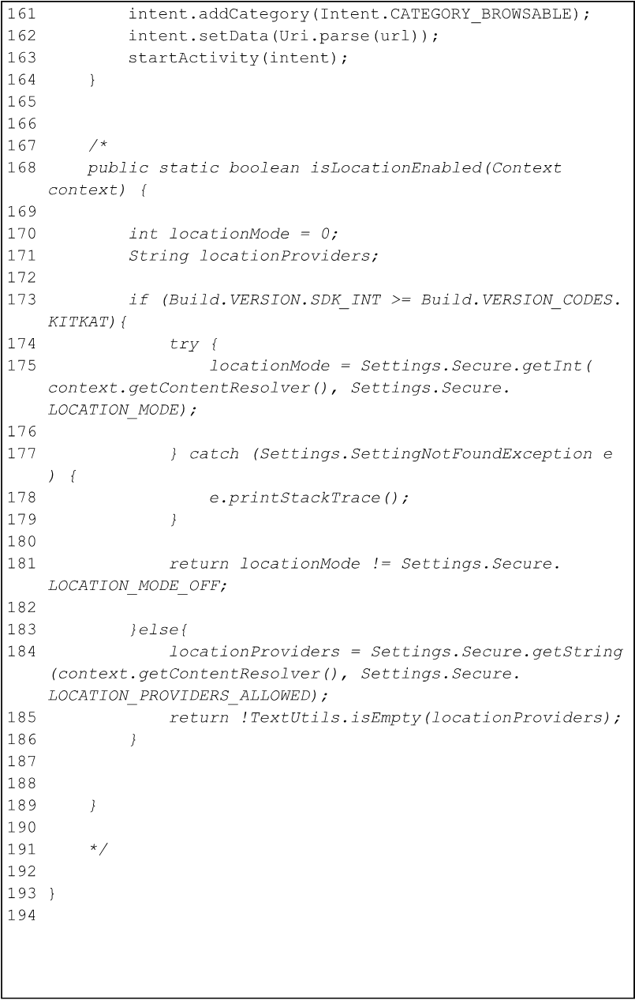 161         intent.addCategory(Intent.CATEGORY_BROWSABLE);
162         intent.setData(Uri.parse(url));
163         startActivity(intent);
164     }
165
166
167     /*
168     public static boolean isLocationEnabled(Context
context) {
169
170         int locationMode = 0;
171         String locationProviders;
172
173         if (Build.VERSION.SDK_INT >= Build.VERSION_CODES.
KITKAT){
174             try {
175                 locationMode = Settings.Secure.getInt(
context.getContentResolver(), Settings.Secure.
LOCATION_MODE);
176
177             } catch (Settings.SettingNotFoundException e
) {
178                 e.printStackTrace();
179             }
180
181             return locationMode != Settings.Secure.
LOCATION_MODE_OFF;
182
183         }else{
184             locationProviders = Settings.Secure.getString
(context.getContentResolver(), Settings.Secure.
LOCATION_PROVIDERS_ALLOWED);
185             return !TextUtils.isEmpty(locationProviders);
186         }
187
188
189     }
190
191     */
192
193 }
194